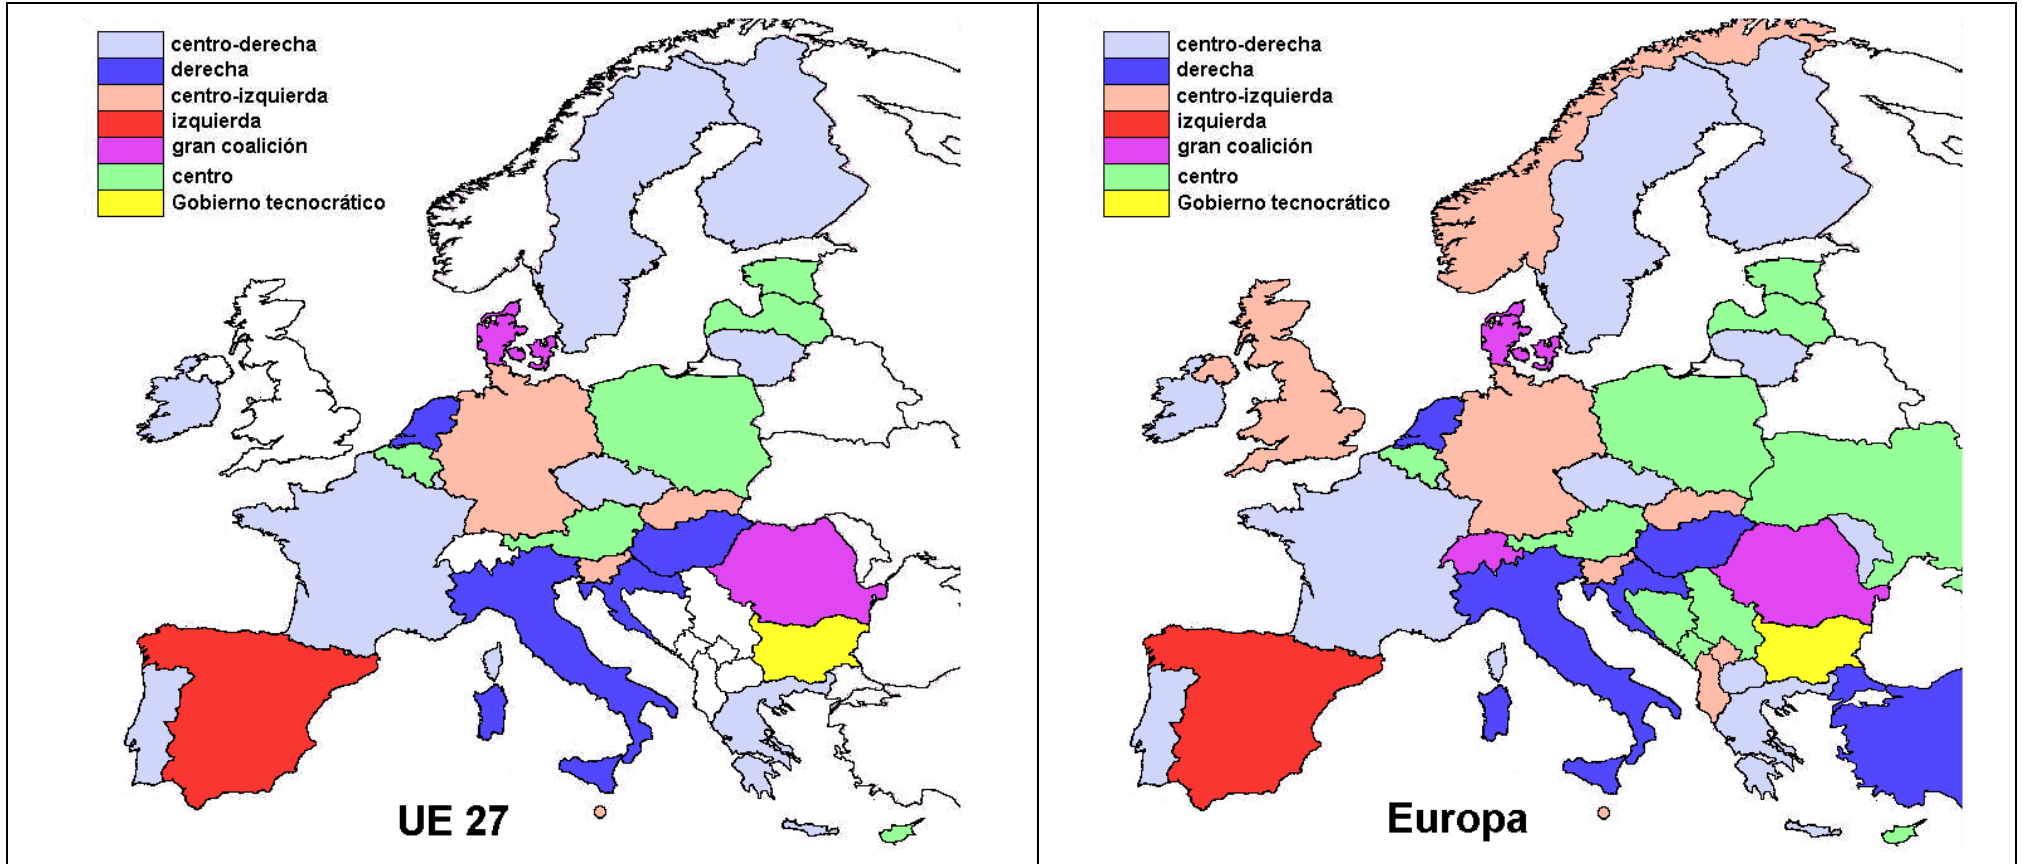 centro-derecha
derecha
centro-izquierda
izquierda
gran coalición
centro
Gobierno tecnocrático
UE 27
centro-derecha
derecha
centro-izquierda
izquierda
gran coalición
centro
Gobierno tecnocrático
Europa